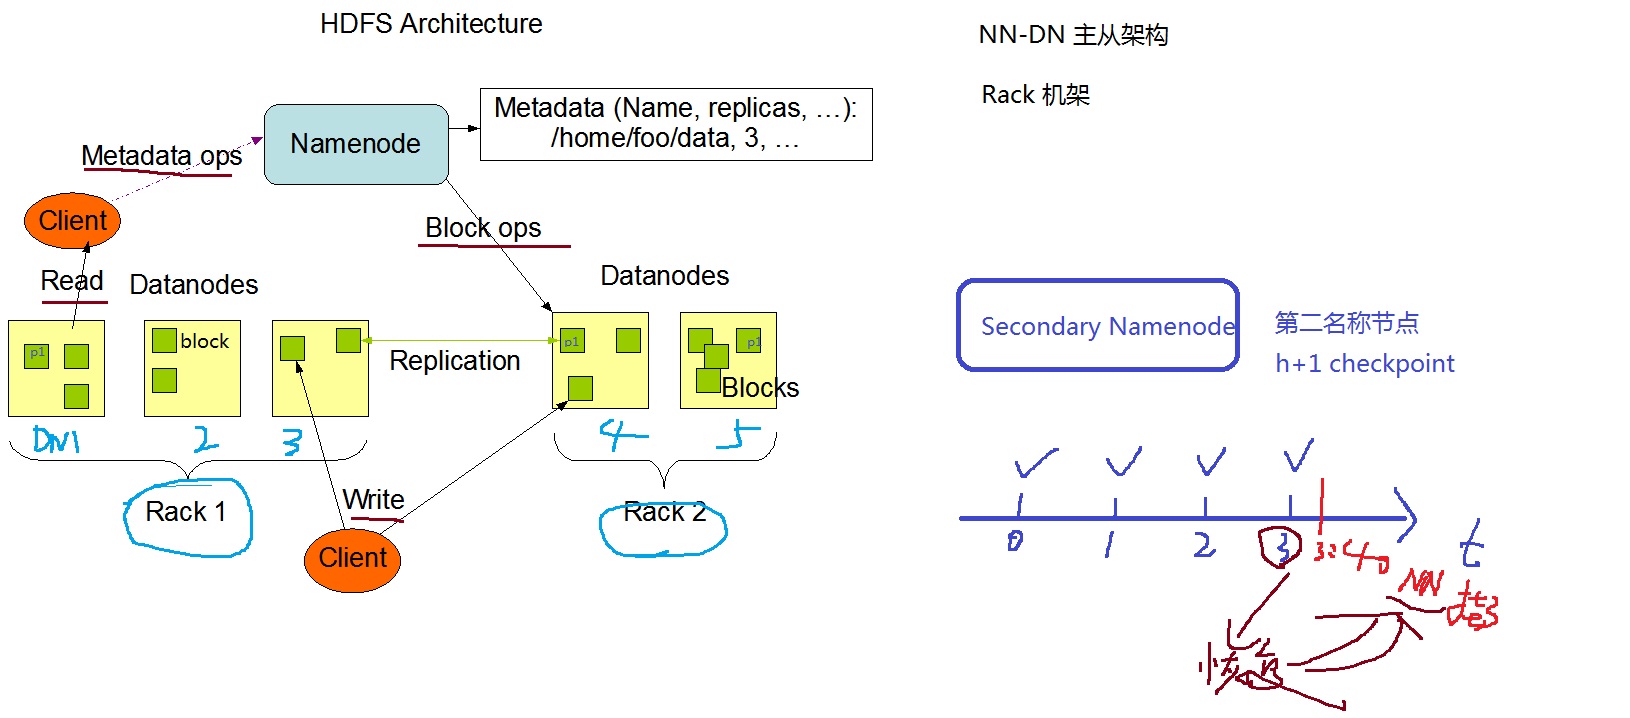 HDFS Architecture
NN-DN 主从架构
Rack 机架
Metadata (Name, replicas, …):
/home/foo/data, 3, …
Namenode
Metadata ops
Client
Block ops
Read
Datanodes
Datanodes
p1
block
Replication
p1
p1
Blocks
DN1
2
3
4
5
Rack 1
Write
Rack 2
Client
Secondary Namenode
第二名称节点
h+1 checkpoint
0
1
2
3
3:40
t
NN
恢复